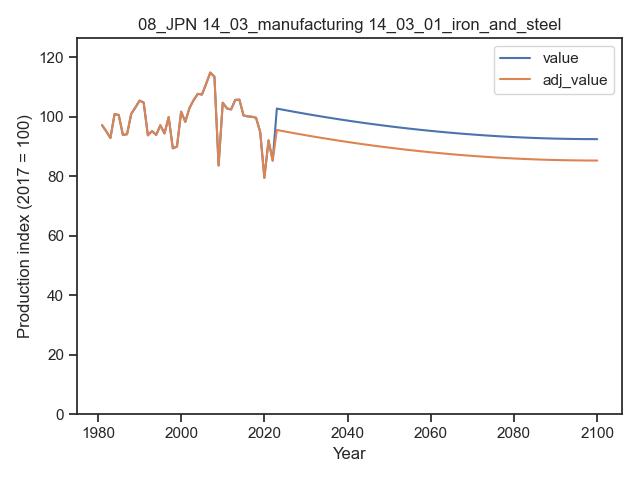 08_JPN 14_03_manufacturing 14_03_01_iron_and_steel
value
adj_value
Production index (2017 = 100)
120
100
80
60
40
20
0
1980 2000 2020 2040 2060 2080 2100
Year